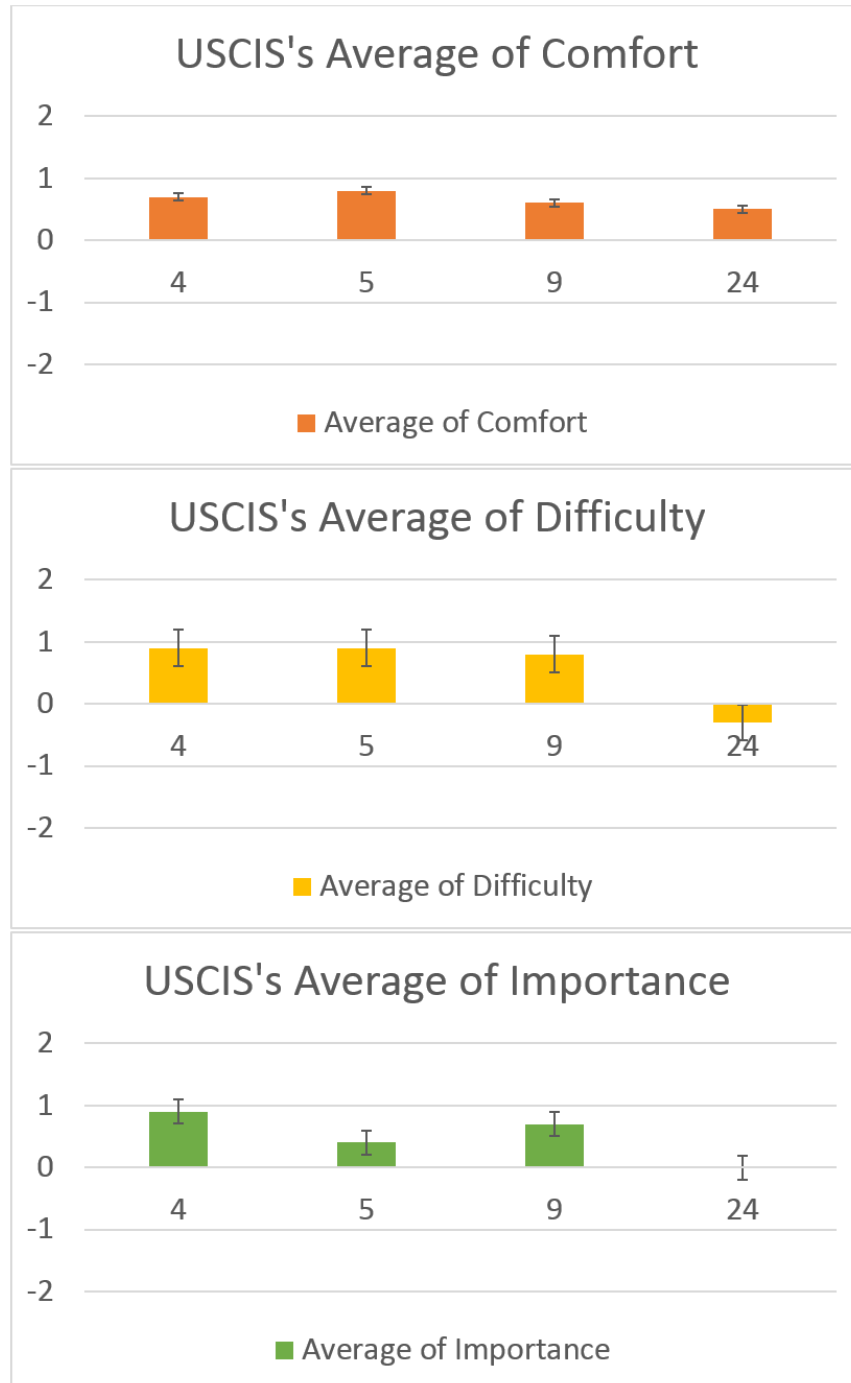 USCIS's Average of Comfort
2
1
0
4 5 9 24
-1
-2
Average of Comfort
USCIS's Average of Difficulty
2
1
0
4 5 9 24
-1
-2
Average of Difficulty
USCIS's Average of Importance
2
1
0
4 5 9 24
-1
-2
Average of Importance